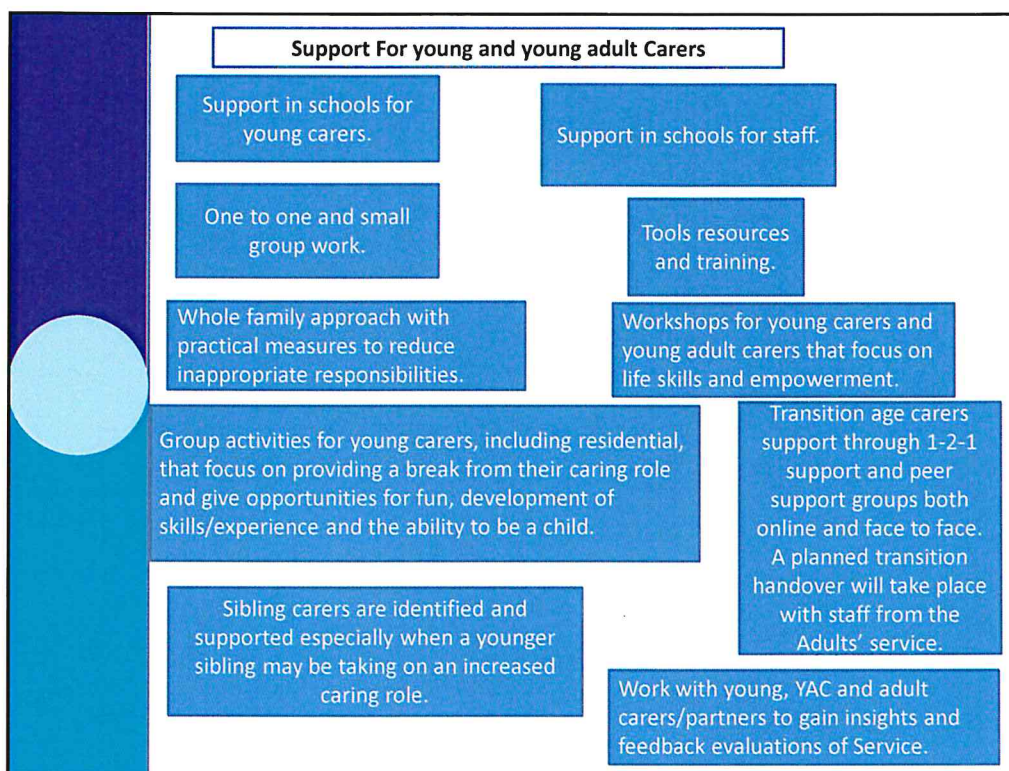 Support For young and young adult Carers
Support in schools for
young carers.
Support in schools for staff.
One to one and small
group work.
Tools resources
and training.
Whole family approach with
practical measures to reduce
inappropriate responsibilities.
Workshops for young carers and
young adult carers that focus on
life skills and empowerment.
Group activities for young carers, including residential,
that focus on providing a break from their caring role
and give opportunities for fun, development of
skills/experience and the ability to be a child.
Transition age carers
support through 1-2-1
support and peer
support groups both
online and face to face.
A planned transition
handover will take place
with staff from the
Adults’ service.
Sibling carers are identified and
supported especially when a younger
sibling may be taking on an increased
caring role.
Work with young, YAC and adult
carers/partners to gain insights and
feedback evaluations of Service.